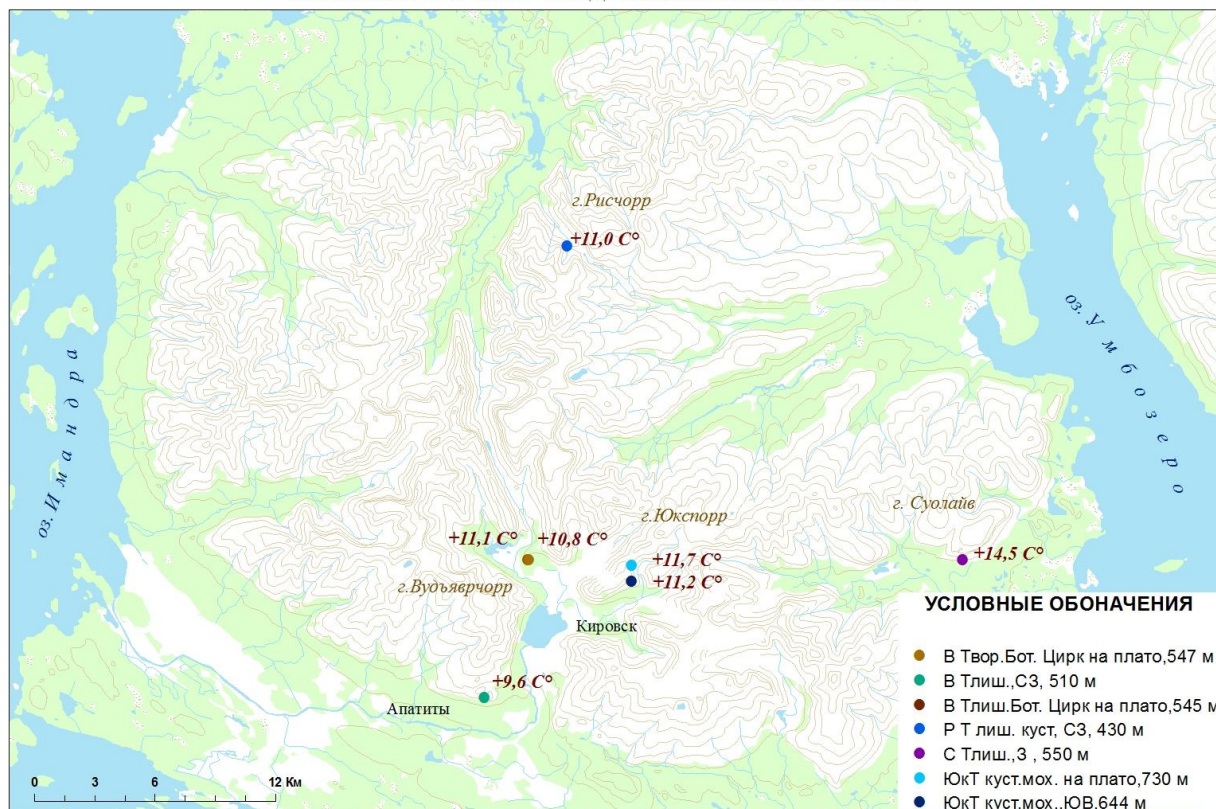 г.Рисчорр
+11,0 C°
оз. Имандра
оз. Умбозеро
г. Суолайв
г.Юкспорр
+11,1 C° +10,8 C°
+11,7 C°
+14,5 C°
+11,2 C°
г.Вудъяврчорр
Кировск
+9,6 C°
Апатиты
УСЛОВНЫЕ ОБОНАЧЕНИЯ
В Твор.Бот. Цирк на плато,547 м
В Тлиш.,СЗ, 510 м
В Тлиш.Бот. Цирк на плато,545 м
Р Т лиш. куст, СЗ, 430 м
С Тлиш.,З , 550 м
ЮкТ куст.мох. на плато,730 м
ЮкТ куст.мох.,ЮВ.644 м
0 3 6 12 Км